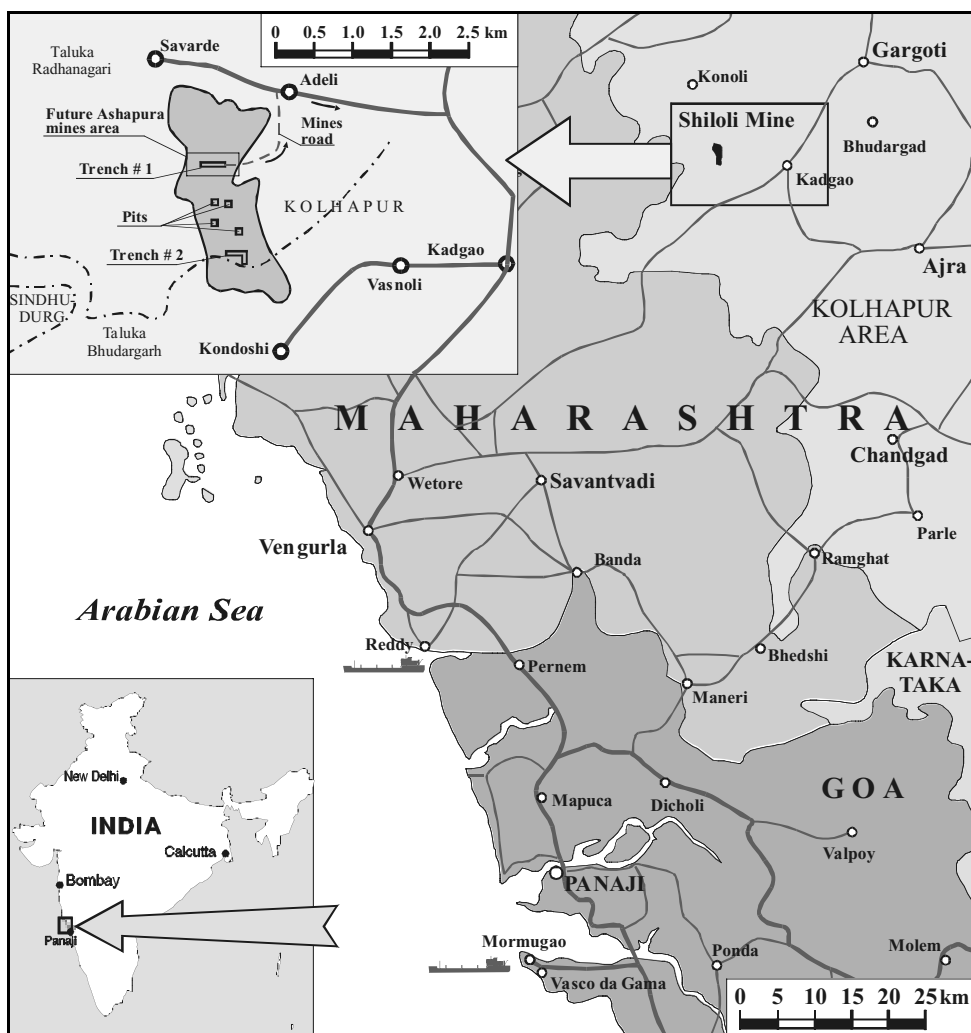 Taluka
Radhanagari
Savarde
Adeli
0 0.5 1.0 1.5 2.0 2.5 km
Future Ashapura
mines area
Mines
road
Trench # 1
KOLHAPUR
Pits
Trench # 2
Kadgao
Vasnoli
SINDHU-
DURG
Taluka
Bhudargarh
Kondoshi
Gargoti
Konoli
Shiloli Mine
Bhudargad
Kadgao
Ajra
KOLHAPUR
AREA
MAHARASHTRA
Chandgad
Wetore
Savantvadi
Parle
Vengurla
Banda
Ramghat
Arabian Sea
Reddy
Pernem
Bhedshi
KARNA-
TAKA
Maneri
GOA
Mapuca
Dicholi
Valpoy
PANAJI
Mormugao
Vasco da Gama
Ponda
Molem
0 5 10 15 20 25 km
New Delhi
INDIA
Calcutta
Bombay
Panaji